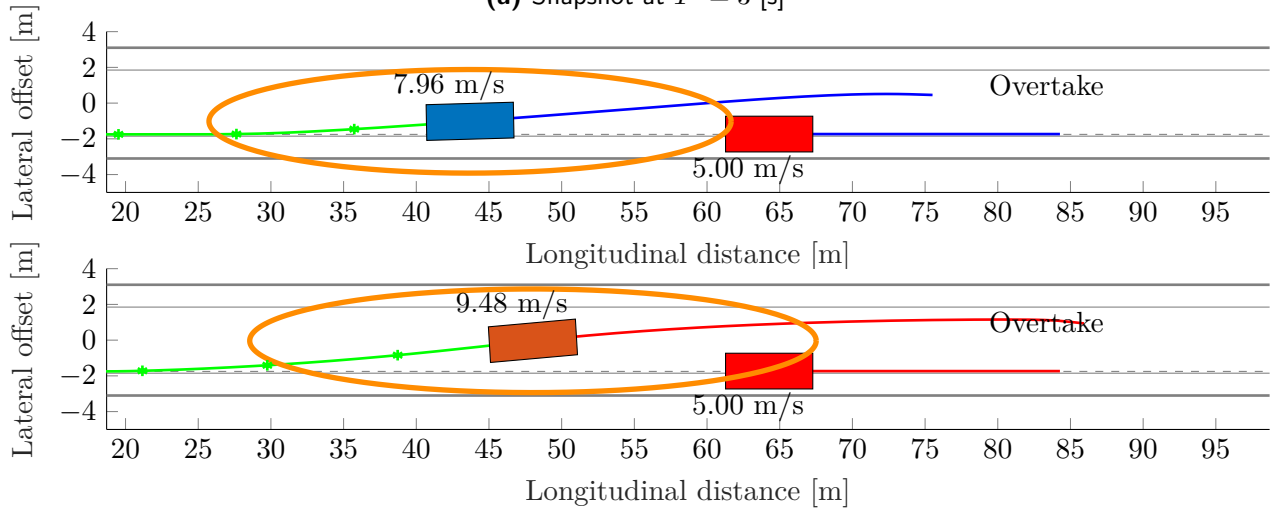 (d) Snapshot at T = 5 [s]
Lateral offset [m]
4
2
0
−2
−4
7.96 m/s
Overtake
5.00 m/s
20 25 30 35 40 45 50 55 60 65 70 75 80 85 90 95
Longitudinal distance [m]
Lateral offset [m]
4
2
0
−2
−4
9.48 m/s
Overtake
5.00 m/s
20 25 30 35 40 45 50 55 60 65 70 75 80 85 90 95
Longitudinal distance [m]